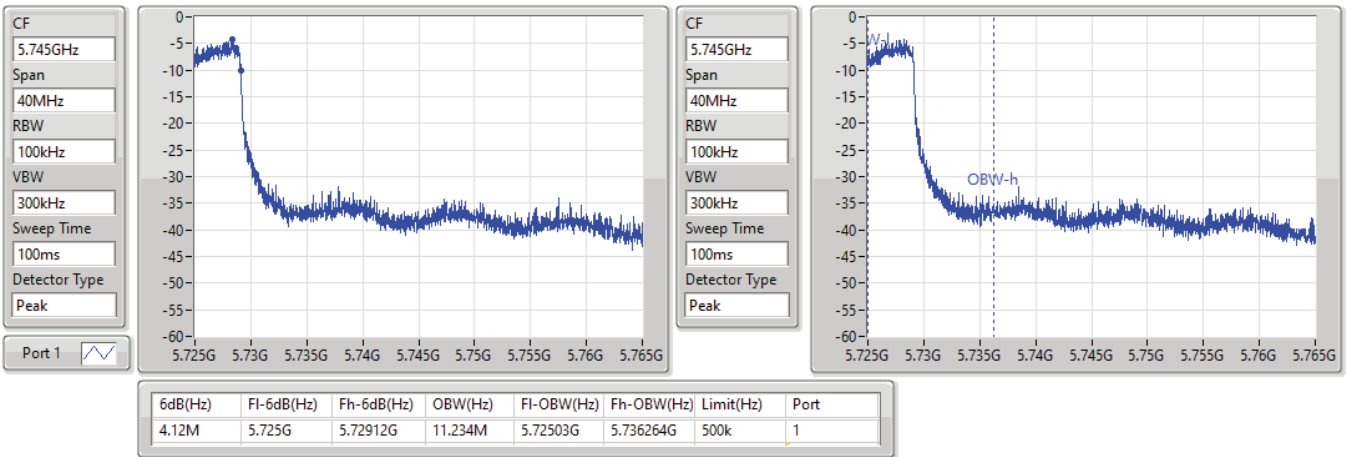 CF
5.745GHz
Span
40MHz
RBW
100kHz
VBW
300kHz
Sweep Time
100ms
Detector Type
Peak
Port 1
0-
-5-
-10-
-15-
-20-
-25-
-30-
-35-
-40-
-45-
-50-
-55-
-60-
5.725G 5.73G 5.735G 5.74G 5.745G 5.75G 5.755G 5.76G 5.765G
CF
5.745GHz
Span
40MHz
RBW
100kHz
VBW
300kHz
Sweep Time
100ms
Detector Type
Peak
0-
-5-
-10-
-15-
-20-
-25-
-30-
-35-
-40-
-45-
-50-
-55-
-60-
OBW-h
5.725G 5.73G 5.735G 5.74G 5.745G 5.75G 5.755G 5.76G 5.765G
6dB(Hz) Fl-6dB(Hz) Fh-6dB(Hz) OBW(Hz) Fl-OBW(Hz) Fh-OBW(Hz) Limit(Hz) Port
4.12M 5.725G 5.72912G 11.234M 5.72503G 5.736264G 500k 1